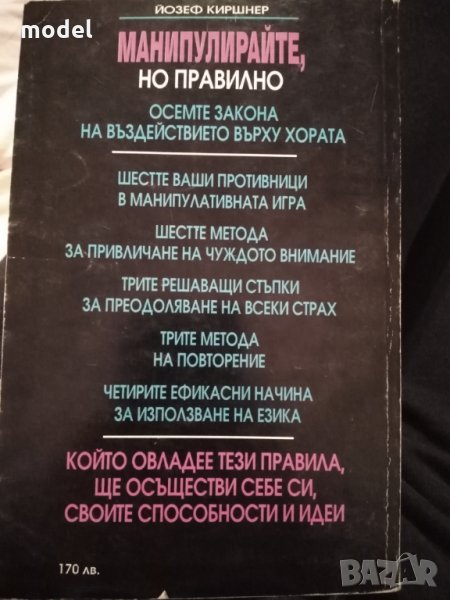 model
ЙОЗЕФ КИРШНЕР
МАНИПУЛИРАЙТЕ,
НО ПРАВИЛНО
ОСЕМТЕ ЗАКОНА
НА ВЪЗДЕЙСТВИЕТО ВЪРХУ ХОРАТА
ШЕСТТЕ ВАШИ ПРОТИВНИЦИ
В МАНИПУЛАТИВНАТА ИГРА
ШЕСТТЕ МЕТОДА
ЗА ПРИВЛИЧАНЕ НА ЧУЖДОТО ВНИМАНИЕ
ТРИТЕ РЕШАВАЩИ СТЪПКИ
ЗА ПРЕОДОЛЯВАНЕ НА ВСЕКИ СТРАХ
ТРИТЕ МЕТОДА
НА ПОВТОРЕНИЕ
ЧЕТИРИТЕ ЕФИКАСНИ НАЧИНА
ЗА ИЗПОЛЗВАНЕ НА ЕЗИКА
КОЙТО ОВЛАДЕЕ ТЕЗИ ПРАВИЛА,
ЩЕ ОСЪЩЕСТВИ СЕБЕ СИ,
СВОИТЕ СПОСОБНОСТИ И ИДЕИ
170 лв.
BAZAR